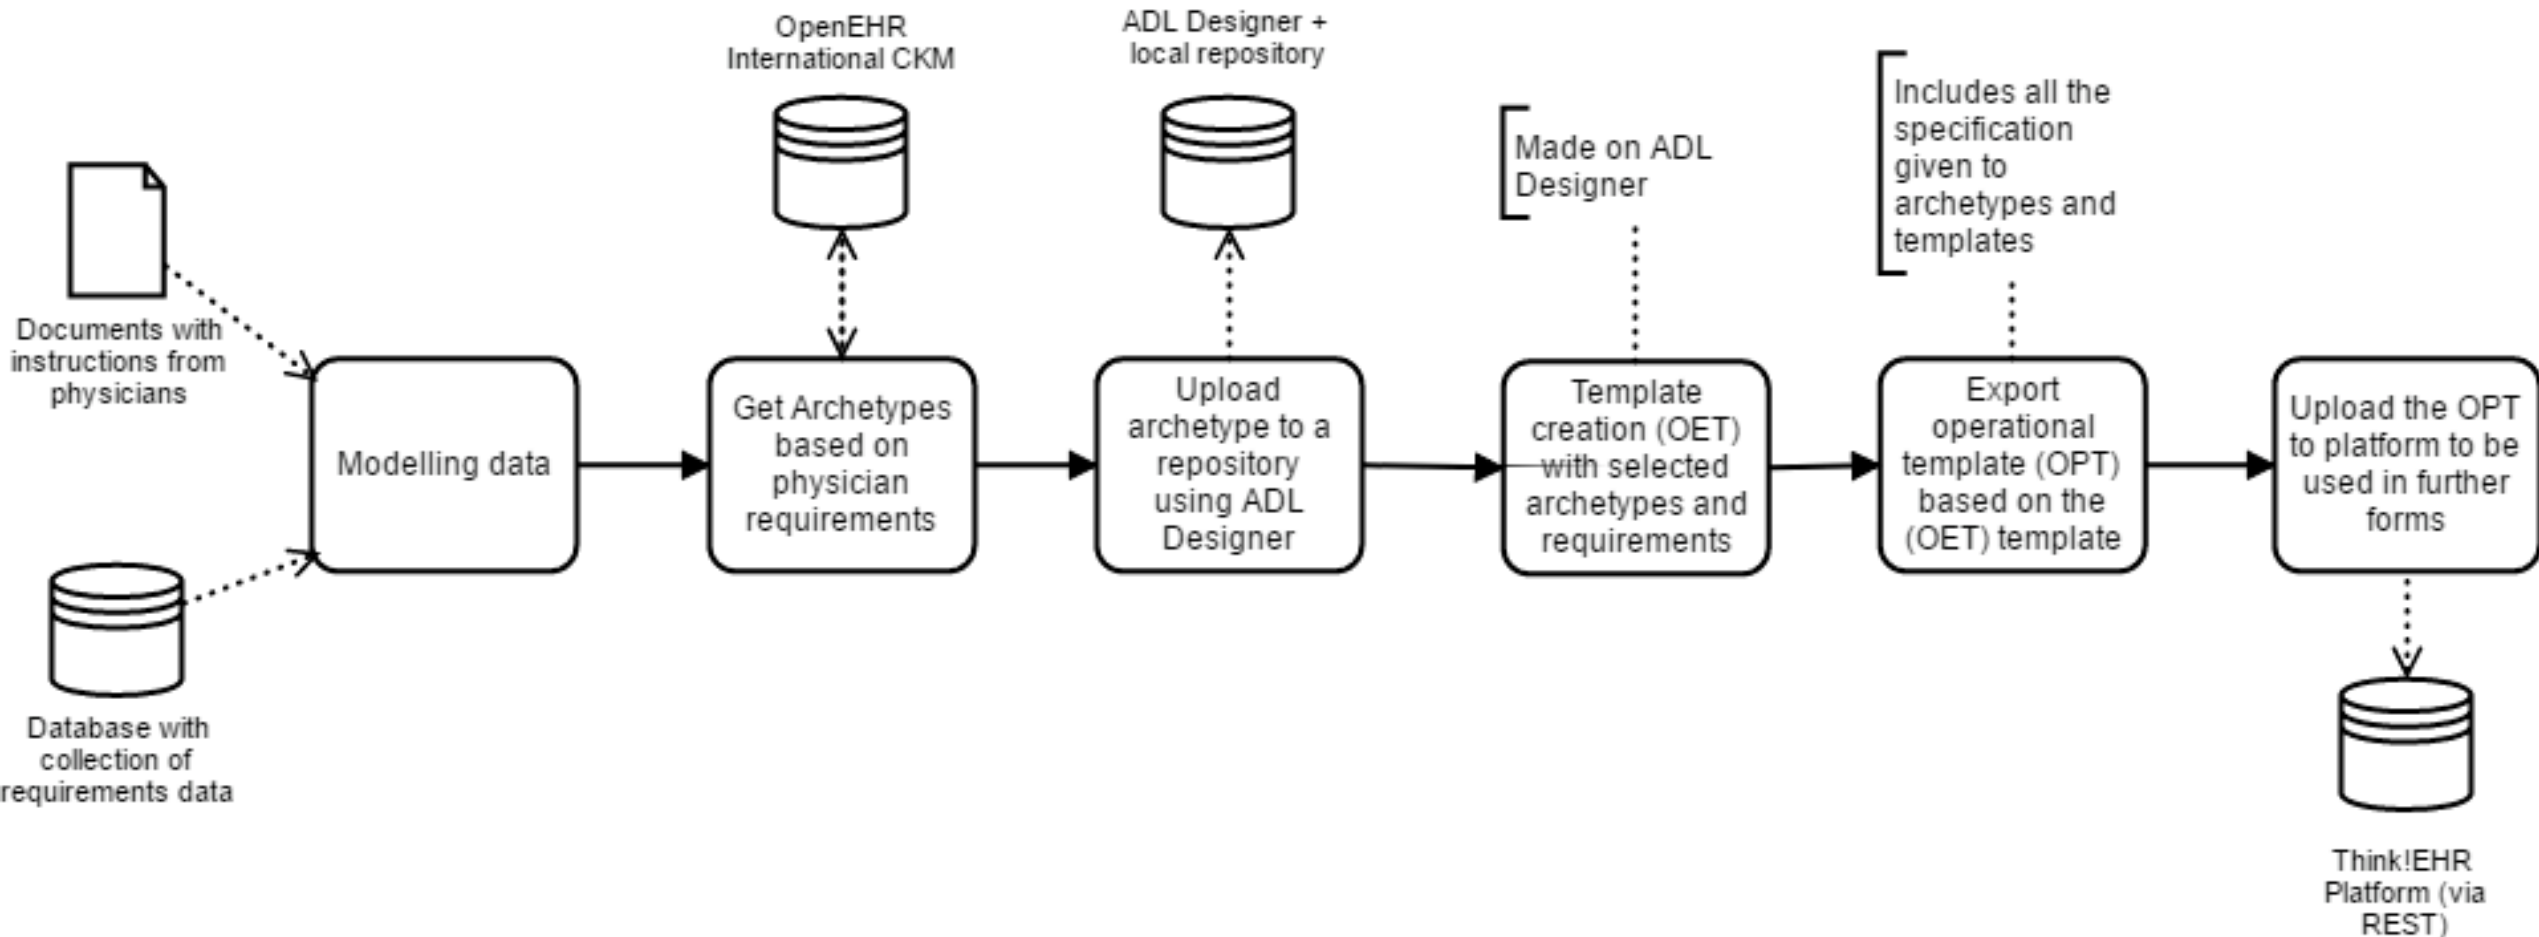 OpenEHR
International CKM
ADL Designer +
local repository
Made on ADL
Designer
Includes all the
specification
given to
archetypes and
templates
Documents with
instructions from
physicians
Modelling data
Get Archetypes
based on
physician
requirements
Upload
archetype to a
repository
using ADL
Designer
Template
creation (OET)
with selected
archetypes and
requirements
Export
operational
template (OPT)
based on the
(OET) template
Upload the OPT
to platform to be
used in further
forms
Database with
collection of
requirements data
Think!EHR
Platform (via
REST)